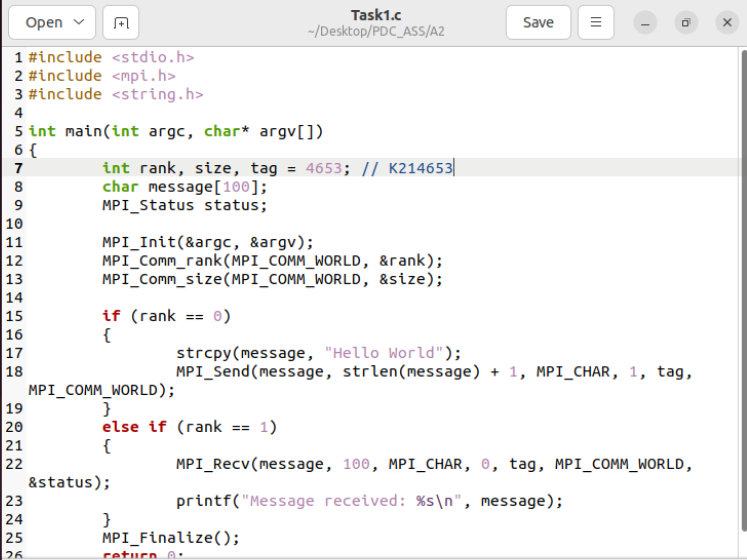 Open
Task1.c
~/Desktop/PDC_ASS/A2
Save
1 #include <stdio.h>
2 #include <mpi.h>
3 #include <string.h>
4
5 int main(int argc, char* argv[])
6 {
7 int rank, size, tag = 4653; // K214653
8 char message[100];
9 MPI_Status status;
10
11 MPI_Init(&argc, &argv);
12 MPI_Comm_rank(MPI_COMM_WORLD, &rank);
13 MPI_Comm_size(MPI_COMM_WORLD, &size);
14
15 if (rank == 0)
16 {
17 strcpy(message, "Hello World");
18 MPI_Send(message, strlen(message) + 1, MPI_CHAR, 1, tag,
MPI_COMM_WORLD);
19 }
20 else if (rank == 1)
21 {
22 MPI_Recv(message, 100, MPI_CHAR, 0, tag, MPI_COMM_WORLD,
&status);
23 printf("Message received: %s\n", message);
24 }
25 MPI_Finalize();
26 return 0;